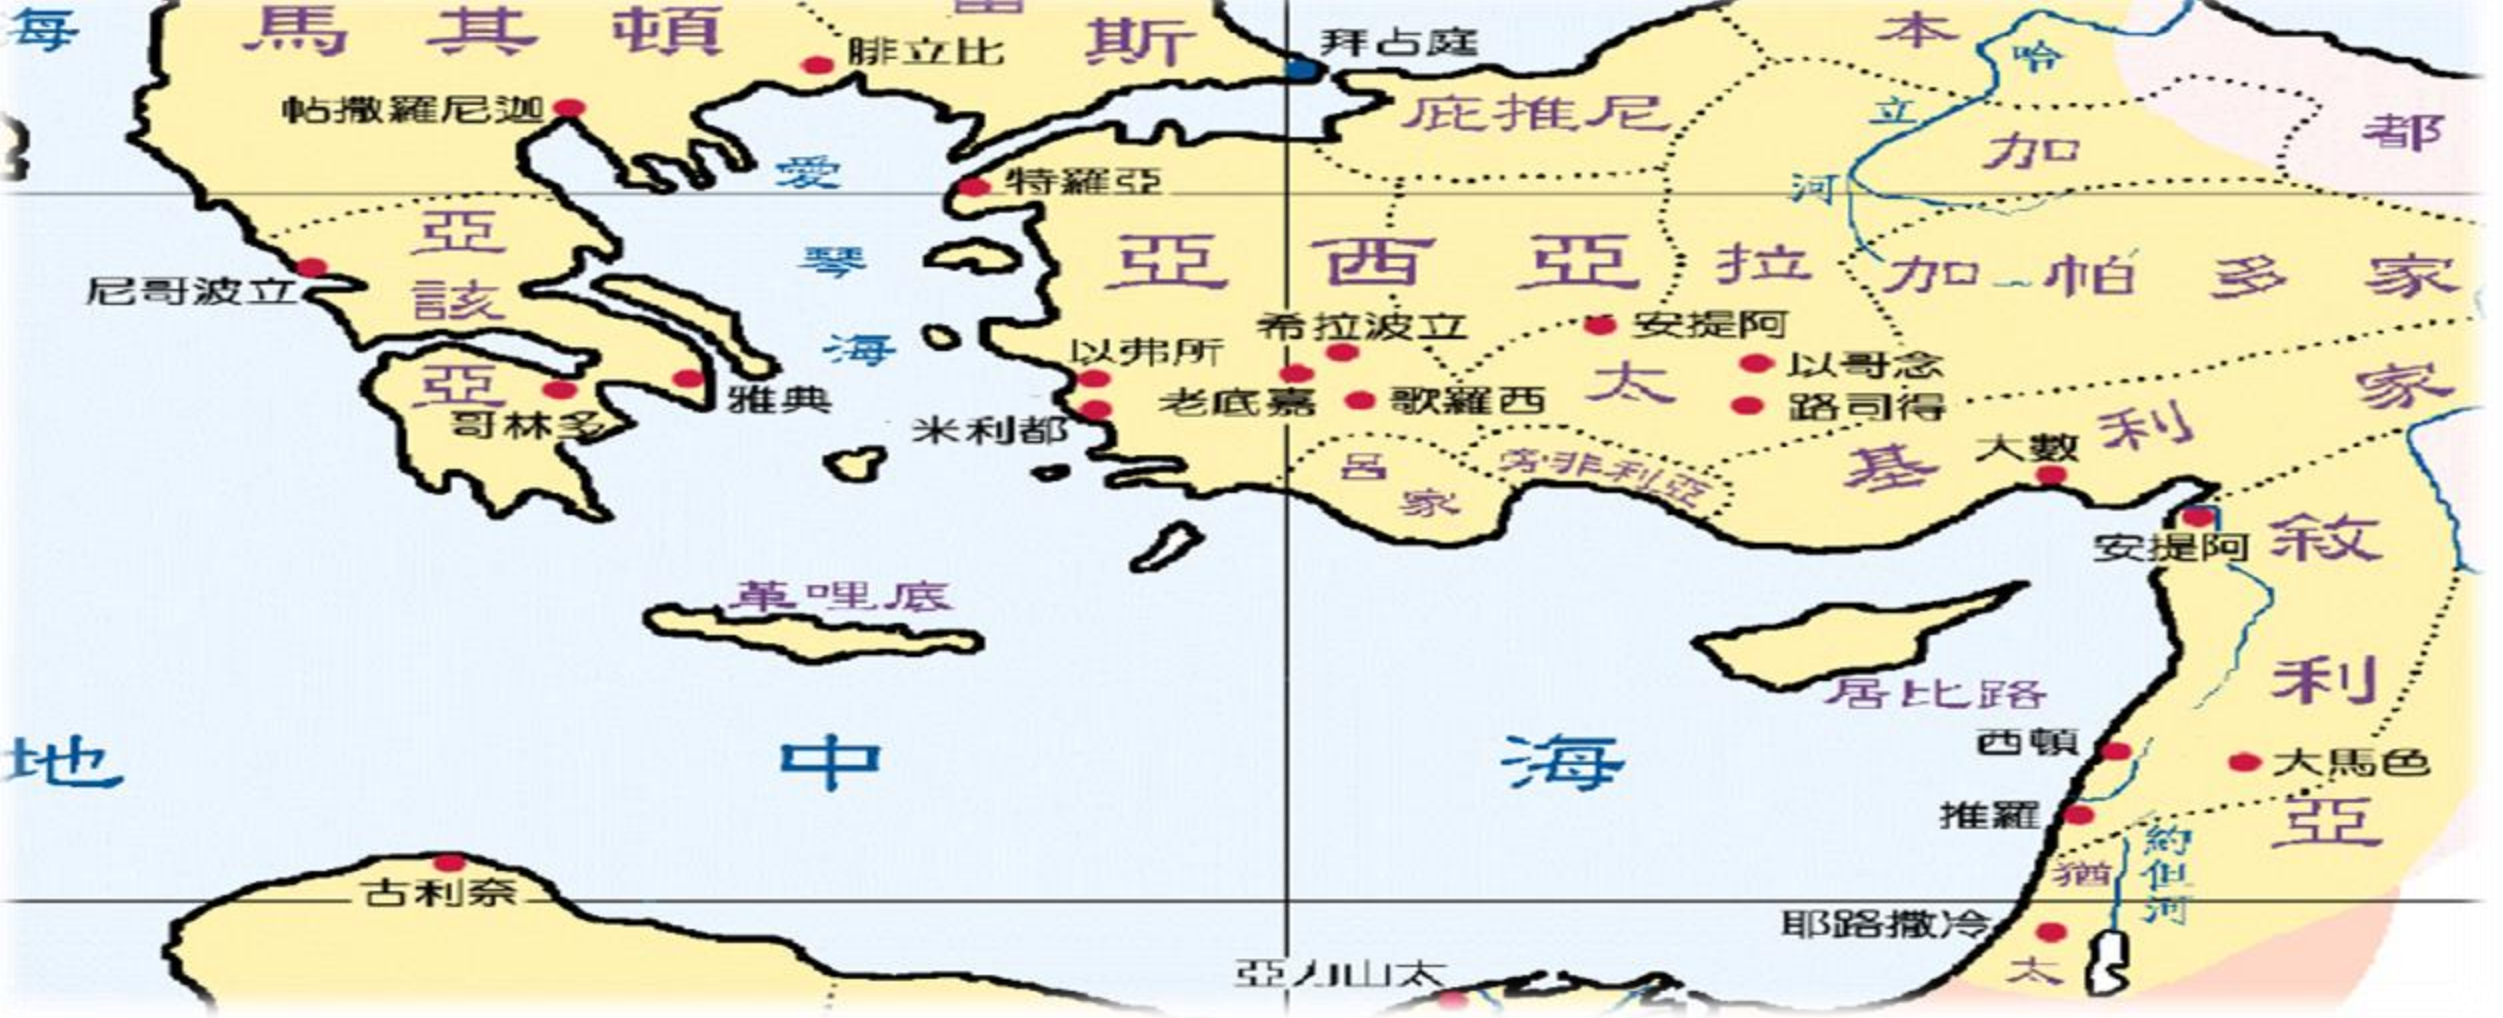 海
馬其頓
斯
本
都
拜占庭
腓立比
帖撒羅尼迦
庇推尼
哈立河
加拉太
特羅亞
愛琴海
亞該亞
亞西亞
加帕多家
尼哥波立
希拉波立
安提阿
以弗所
以哥念
老底嘉
歌羅西
路司得
雅典
哥林多
米利都
呂家
旁非利亞
基利家
大數
安提阿
敘利亞
革哩底
居比路
地中海
西頓
大馬色
推羅
猶太
約但河
古利奈
耶路撒冷
亞力山太